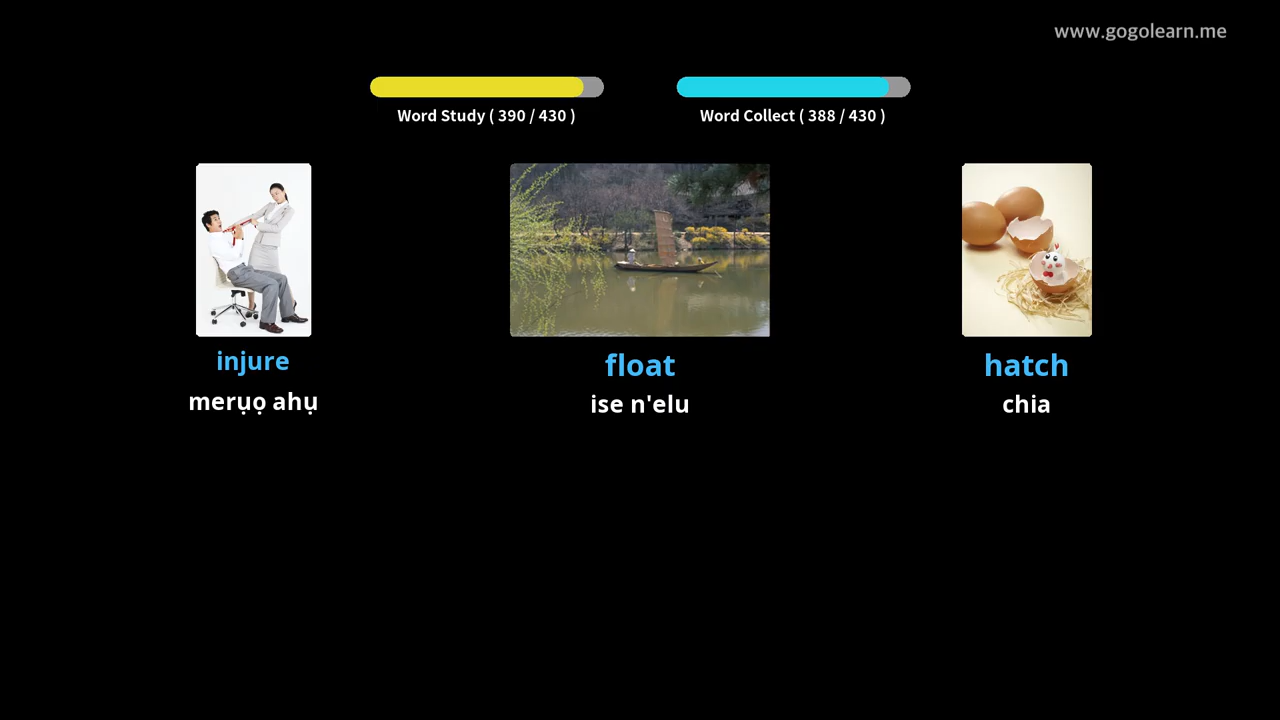 www.gogolearn.me
Word Study ( 390 / 430 )
Word Collect ( 388 / 430 )
injure
merụọ ahụ
float
ise n'elu
hatch
chia